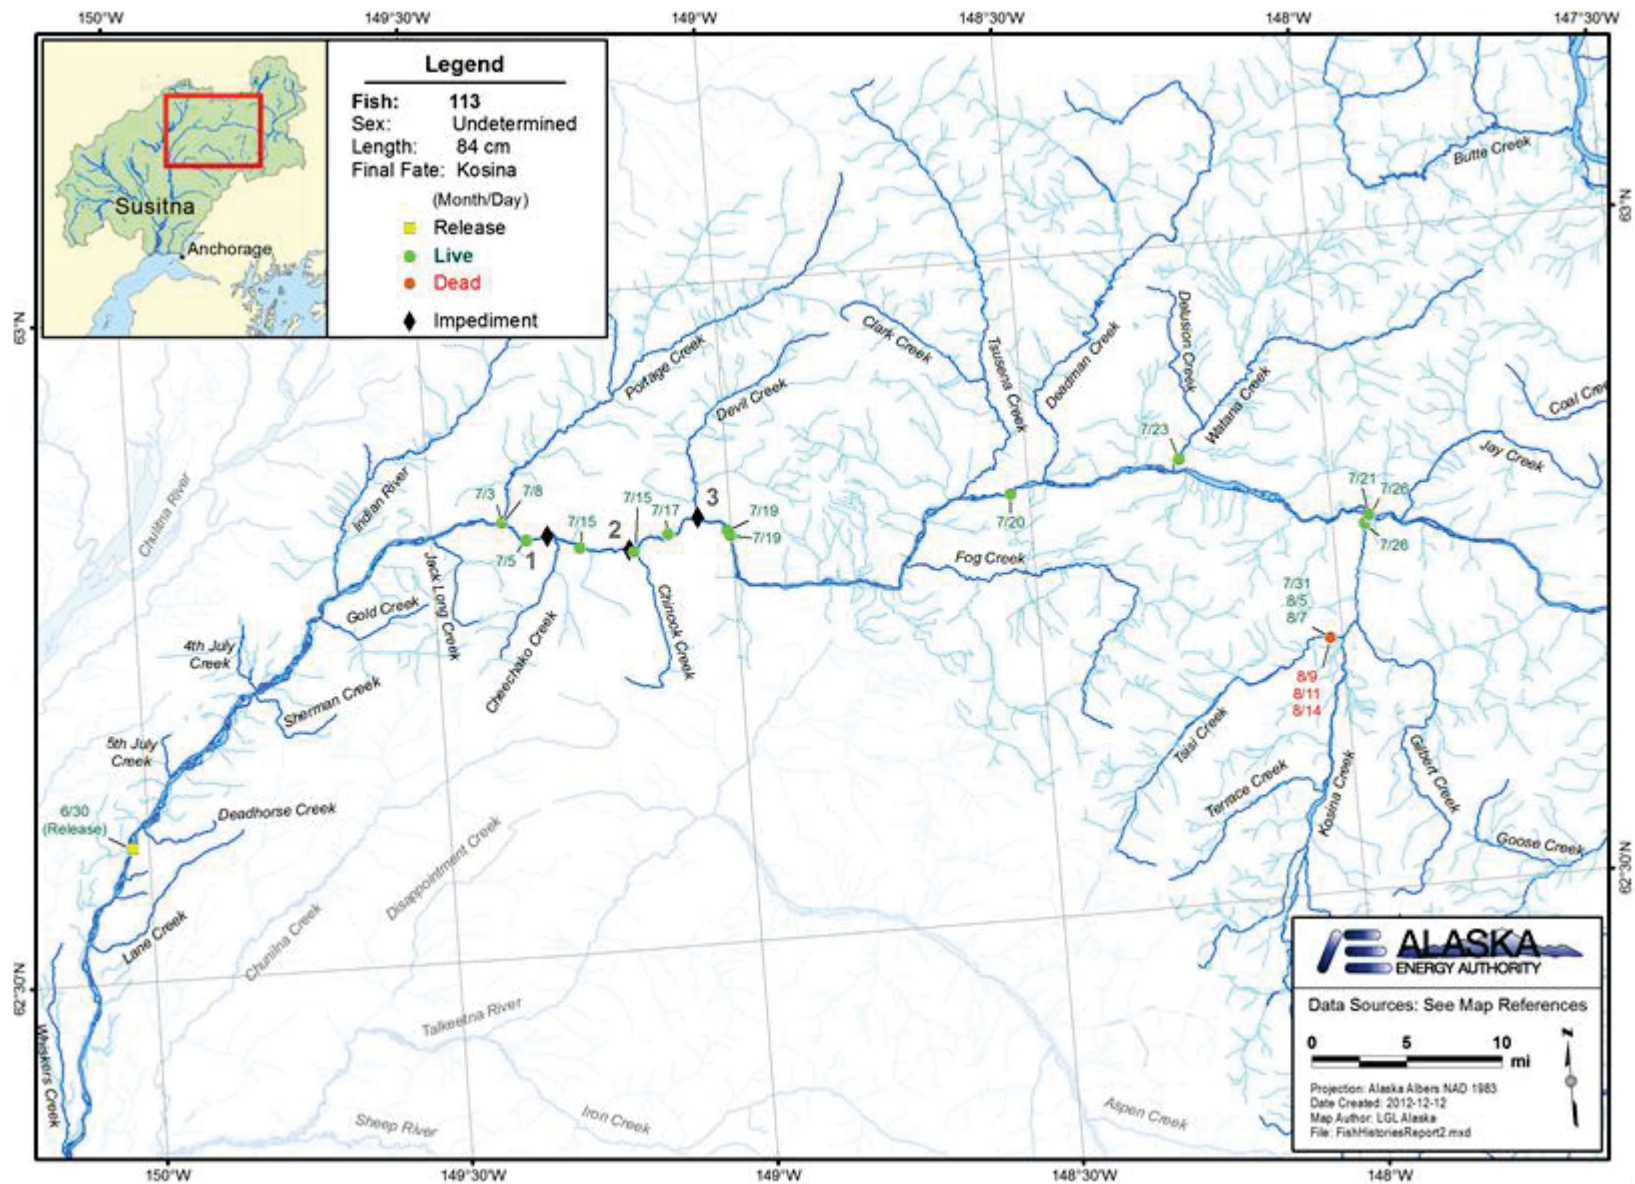 150°W
149°30'W
149°W
148°30'W
148°W
147°30'W
Legend
Fish: 113
Sex: Undetermined
Length: 84 cm
Final Fate: Kosina
(Month/Day)
Release
Live
Dead
Impediment
Susitna
Anchorage
63°N
63°N
Butte Creek
Portage Creek
Devil Creek
Clark Creek
Tsusena Creek
Deadman Creek
Delusion Creek
Watana Creek
Coal Cree
Jay Creek
Chulitna River
Indian River
7/3
7/8
7/5
1
7/15
2
7/15
7/17
3
7/19
7/19
7/20
7/23
7/21
7/26
7/26
Fog Creek
Jack Long Creek
Gold Creek
Cheechako Creek
Chinook Creek
4th July
Creek
Sherman Creek
7/31
8/5
8/7
8/9
8/11
8/14
Tsisi Creek
Terrace Creek
Kosina Creek
Gilbert Creek
Goose Creek
5th July
Creek
Deadhorse Creek
6/30
(Release)
Lane Creek
Chunilna Creek
Disappointment Creek
Talkeetna River
Whiskers Creek
Sheep River
Iron Creek
Aspen Creek
62°30'N
62°30'N
ALASKA
ENERGY AUTHORITY
Data Sources: See Map References
0 5 10
mi
N
Projection: Alaska Albers NAD 1983
Date Created: 2012-12-12
Map Author: LGL Alaska
File: FishHistoriesReport2.mxd
150°W
149°30'W
149°W
148°30'W
148°W